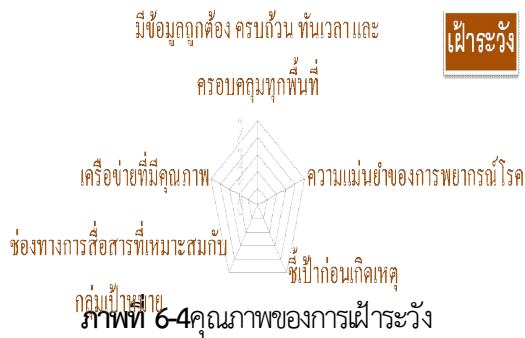 มีข้อมูลถูกต้อง ครบถ้วน ทันเวลา และ
ครอบคลุมทุกพื้นที่
เฝ้าระวัง
เครือข่ายที่มีคุณภาพ
ความแม่นยำของการพยากรณ์โรค
ช่องทางการสื่อสารที่เหมาะสมกับ
กลุ่มเป้าหมาย
ชี้เป้าก่อนเกิดเหตุ
ภาพที่ 6-4คุณภาพของการเฝ้าระวัง